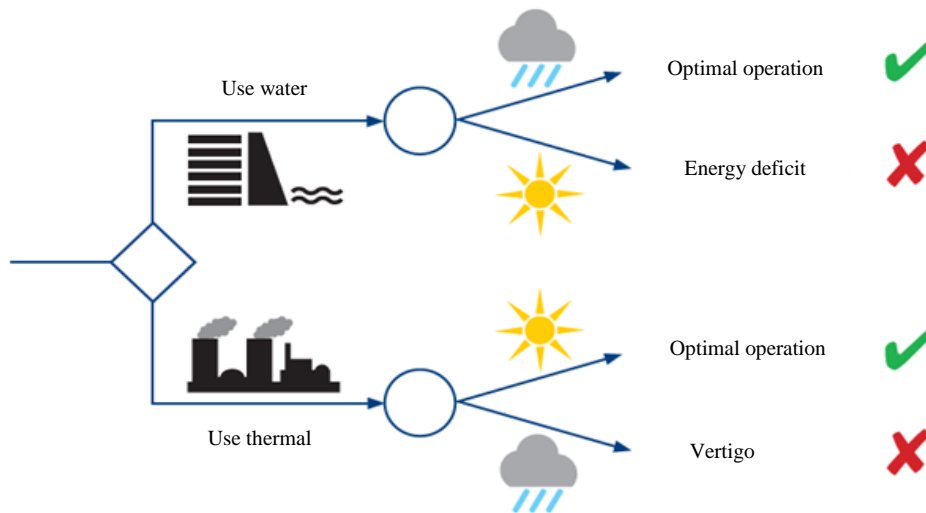 Optimal operation
Use water
Energy deficit
Optimal operation
Use thermal
Vertigo